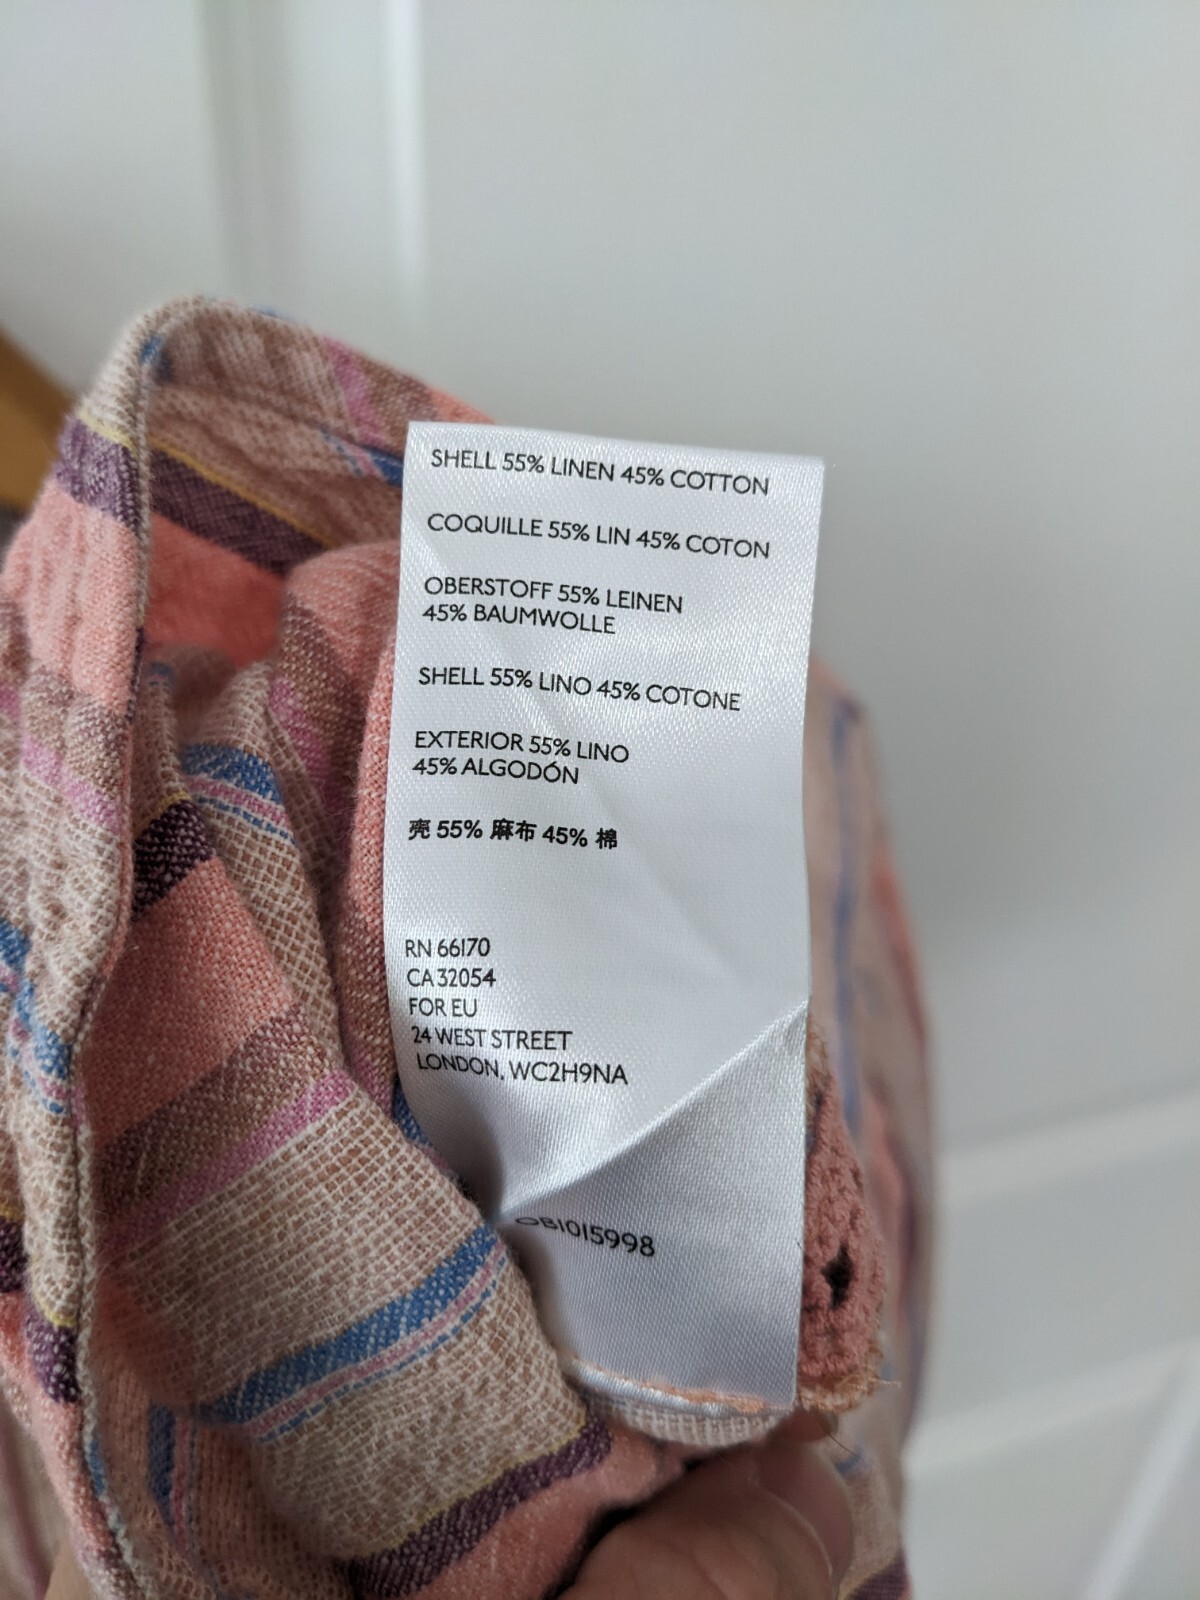 SHELL 55% LINEN 45% COTTON
COQUILLE 55% LIN 45% COTON
OBERSTOFF 55% LEINEN
45% BAUMWOLLE
SHELL 55% LINO 45% COTONE
EXTERIOR 55% LINO
45% ALGODÓN
壳 55% 麻布 45% 棉
RN 66170
CA 32054
FOR EU
24 WEST STREET
LONDON, WC2H9NA
OB1015998